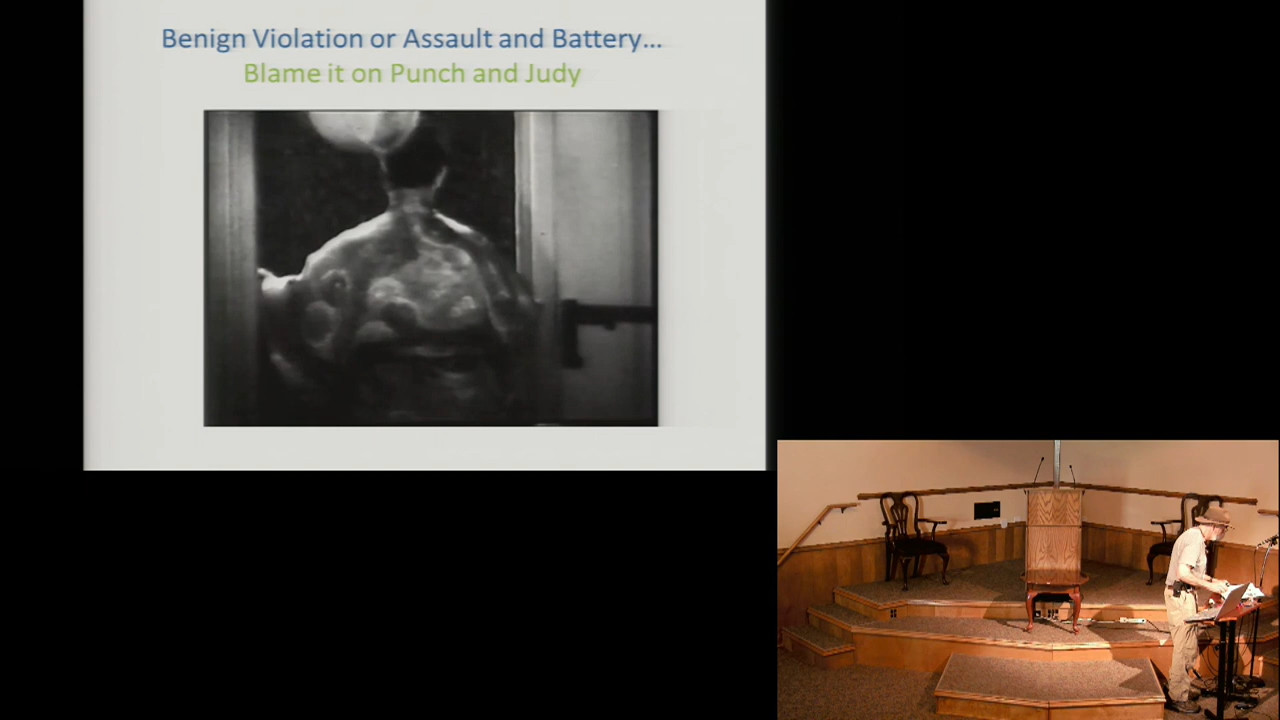 Benign Violation or Assault and Battery...
Blame it on Punch and Judy